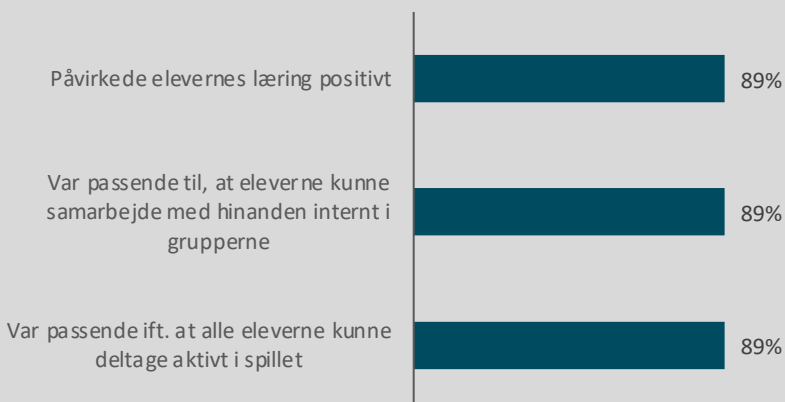 Påvirkede elevernes læring positivt
89%
Var passende til, at eleverne kunne
samarbejde med hinanden internt i
grupperne
89%
Var passende ift. at alle eleverne kunne
deltage aktivt i spillet
89%